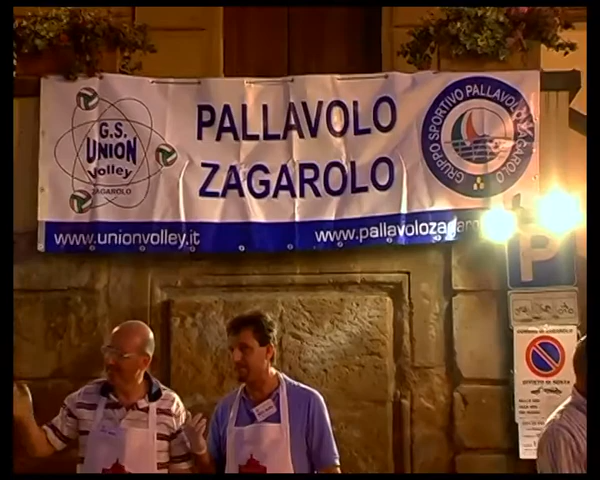 G.S.
UNION
Volley
ZAGAROLO
PALLAVOLO
ZAGAROLO
GRUPPO SPORTIVO PALLAVOLO ZAGAROLO
www.unionvolley.it
www.pallavolozagar
P